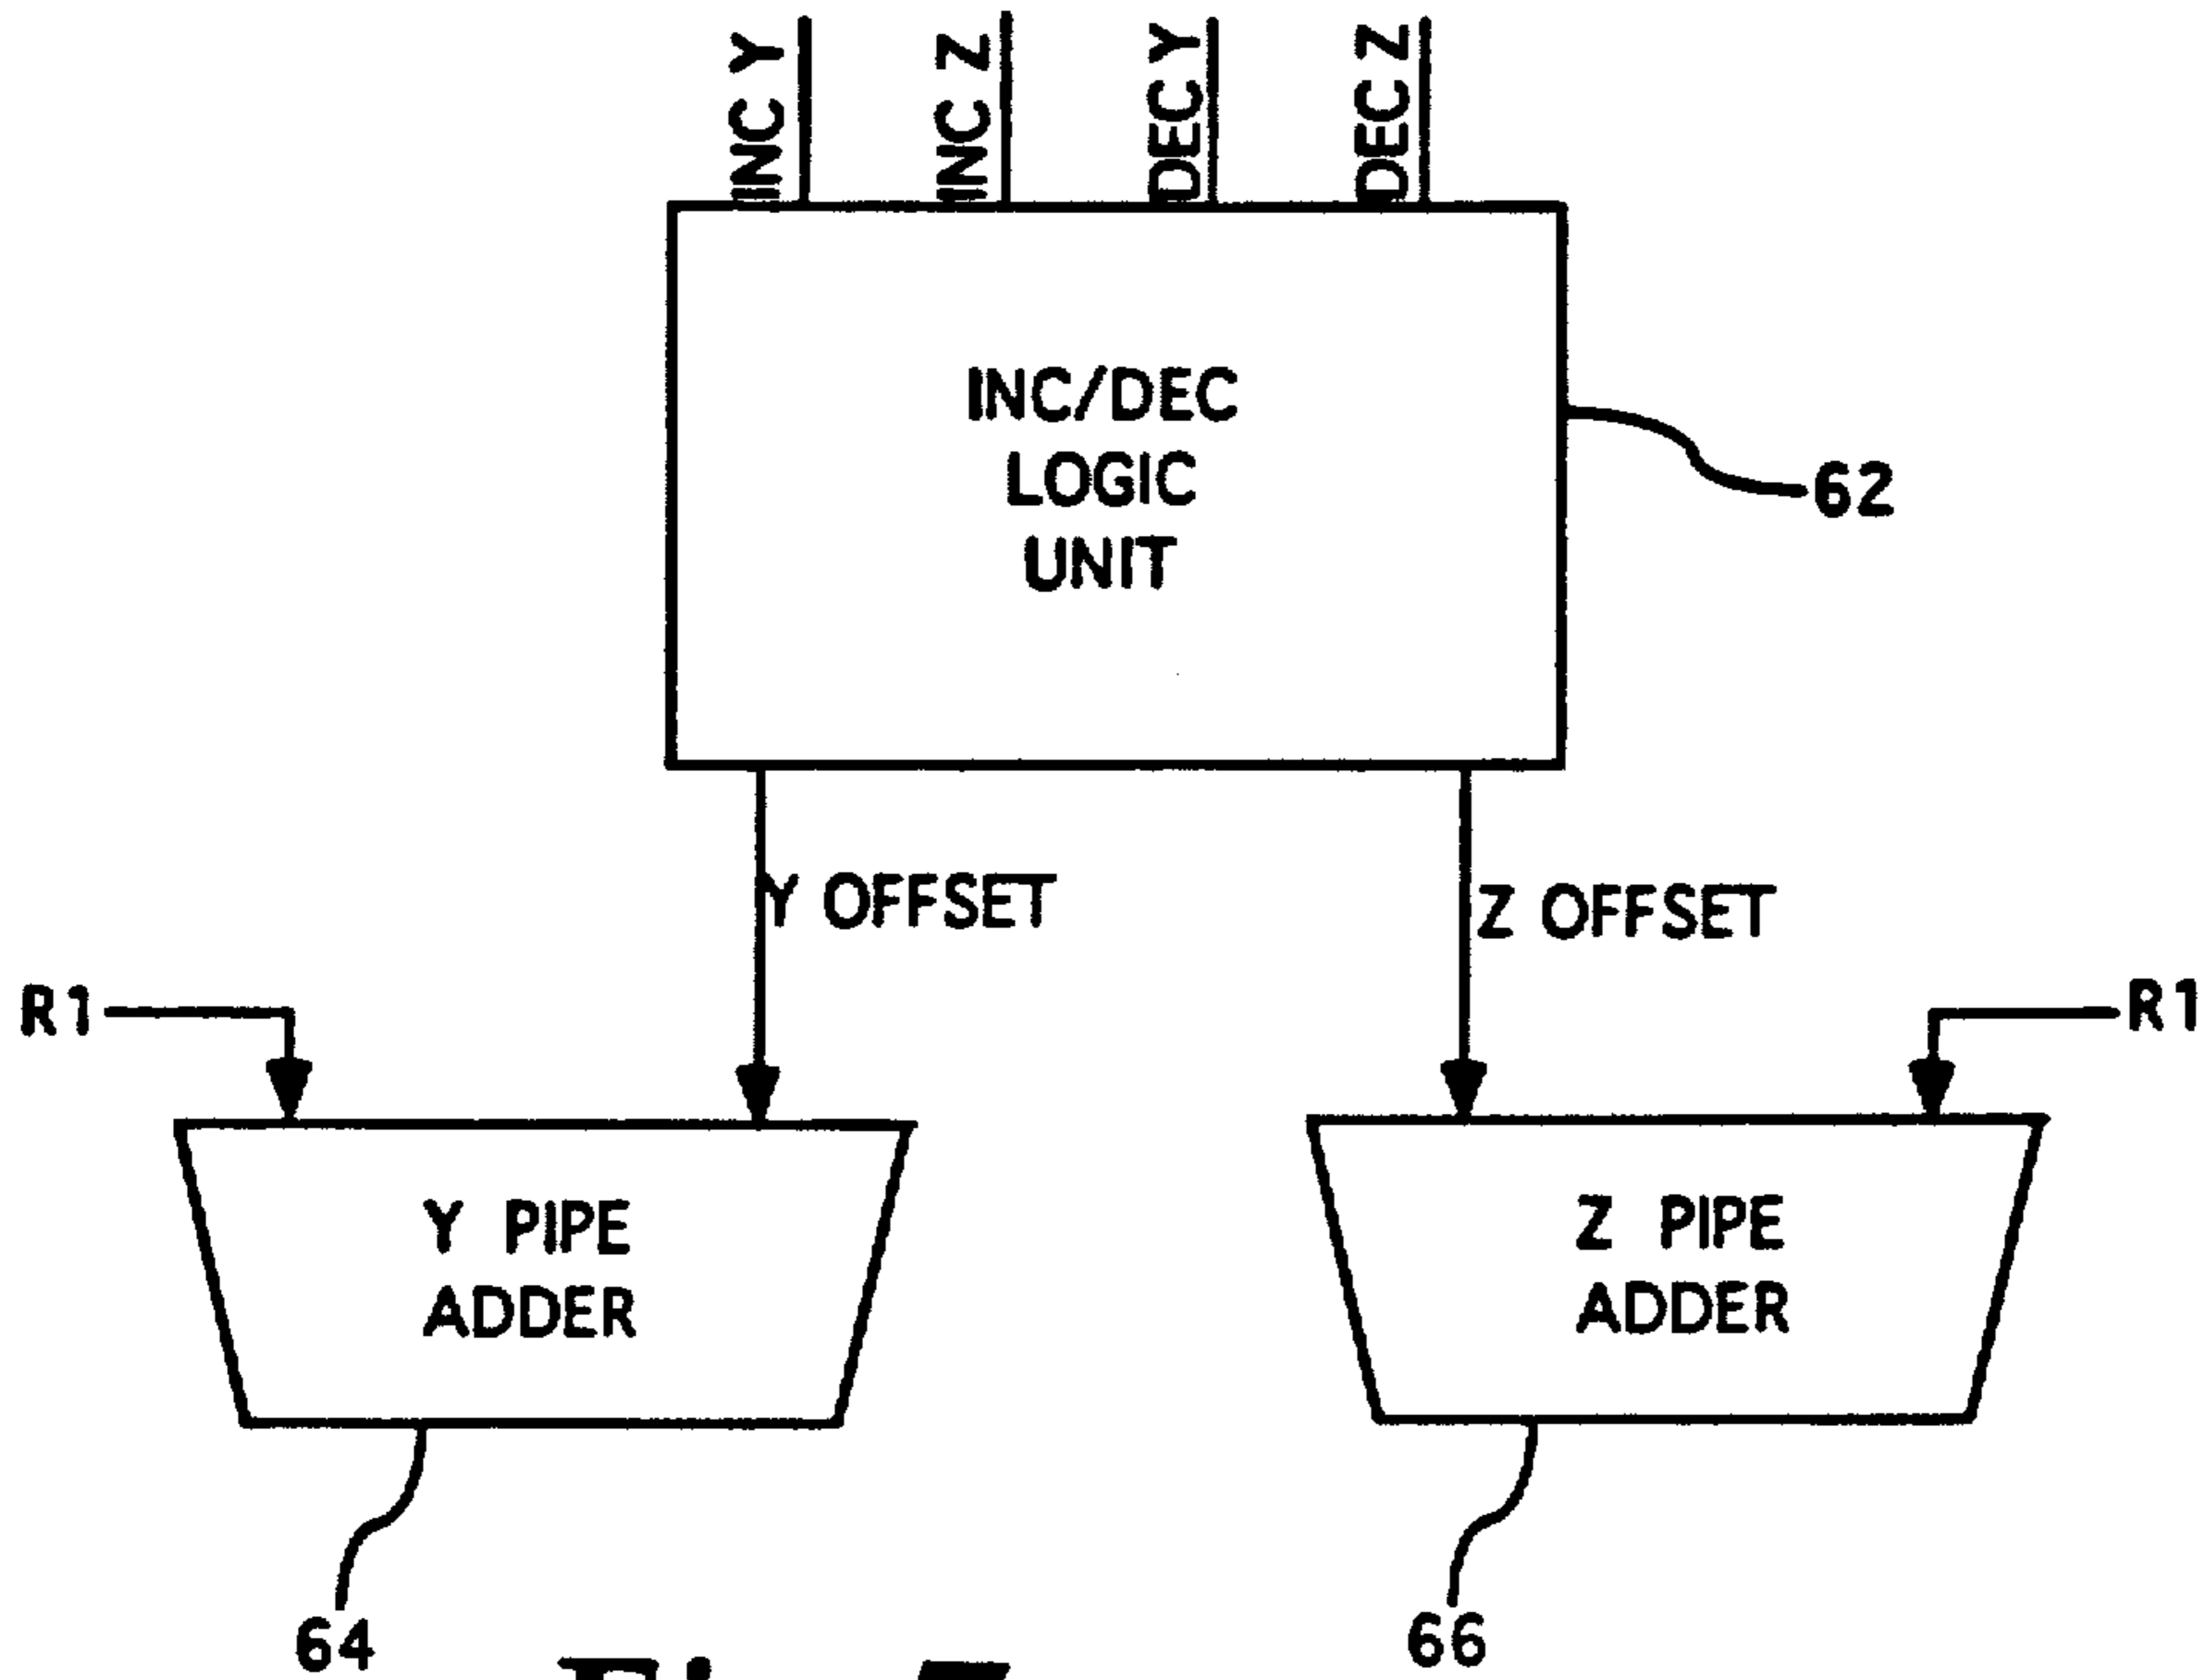 INC Y
INC Z
DEC Y
DEC Z
INC/DEC
LOGIC
UNIT
62
Y OFFSET
Z OFFSET
R1
R1
Y PIPE
ADDER
Z PIPE
ADDER
64
66